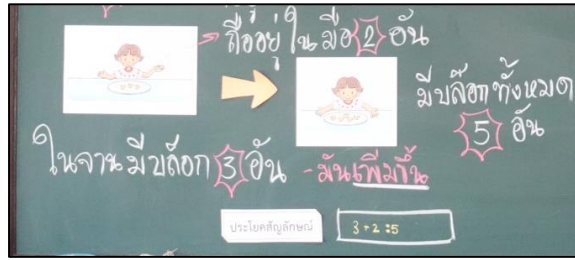 ถืออยู่ในมือ 2 อัน
มีบล๊อกทั้งหมด
5 อัน
ในจานมีบล็อก 3 อัน
-มันเพิ่มขึ้น
ประโยคสัญลักษณ์
3+2=5